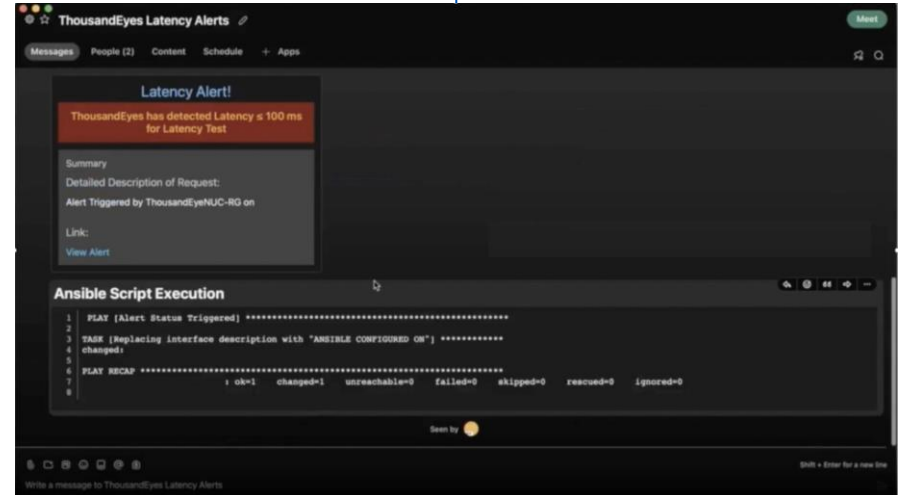 ThousandEyes Latency Alerts
Meet
Messages People (2) Content Schedule + Apps
Latency Alert!
ThousandEyes has detected Latency ≤ 100 ms
for Latency Test
Summary
Detailed Description of Request:
Alert Triggered by ThousandEyeNUC-RG on
Link:
View Alert
Ansible Script Execution
1 PLAY [Alert Status Triggered] **************************************************
2
3 TASK [Replacing interface description with "ANSIBLE CONFIGURED ON"] ************
4 changed:
5
6 PLAY RECAP *********************************************************************
7 : ok=1 changed=1 unreachable=0 failed=0 skipped=0 rescued=0 ignored=0
8
Seen by
Shift + Enter for a new line
Write a message to ThousandEyes Latency Alerts